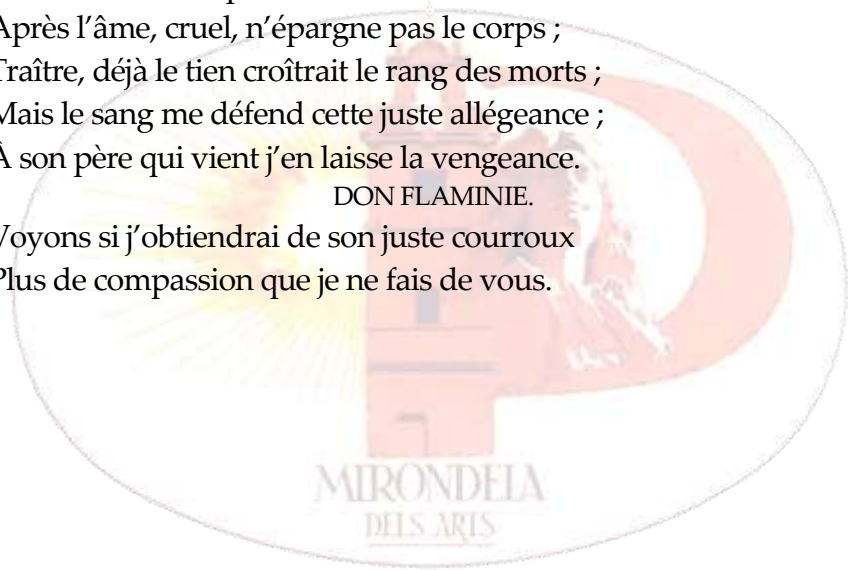 Après l’âme, cruel, n’épargne pas le corps ;
Traître, déjà le tien croîtrait le rang des morts ;
Mais le sang me défend cette juste allégeance ;
À son père qui vient j’en laisse la vengeance.
DON FLAMINIE.
Voyons si j’obtiendrai de son juste courroux
Plus de compassion que je ne fais de vous.
MIRONDELA
DELS ARTS